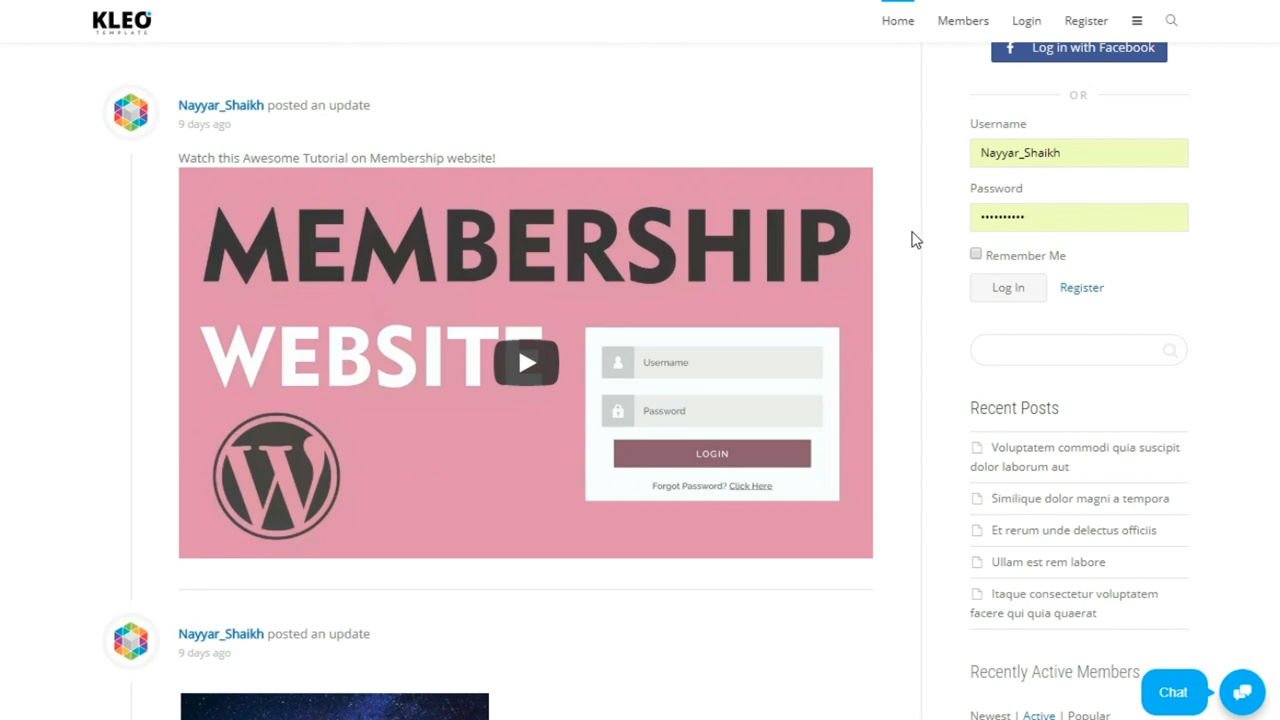 KLEO
TEMPLATE
Home
Members
Login
Register
Log in with Facebook
Nayyar_Shaikh posted an update
9 days ago
Watch this Awesome Tutorial on Membership website!
MEMBERSHIP
WEBSITE
Username
Password
LOGIN
Forgot Password? Click Here
Nayyar_Shaikh posted an update
9 days ago
OR
Username
Nayyar_Shaikh
Password
••••••••••
Remember Me
Log In
Register
Recent Posts
Voluptatem commodi quia suscipit
dolor laborum aut
Similique dolor magni a tempora
Et rerum unde delectus officiis
Ullam est rem labore
Itaque consectetur voluptatem
facere qui quia quaerat
Recently Active Members
Newest | Active | Popular
Chat